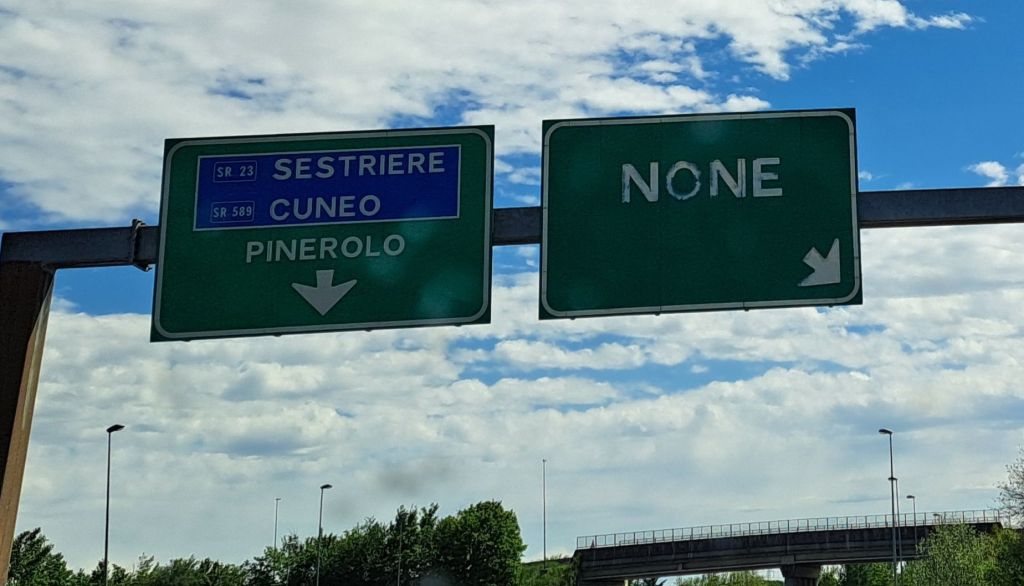 SR 23 SESTRIERE
SR 589 CUNEO
PINEROLO
NONE